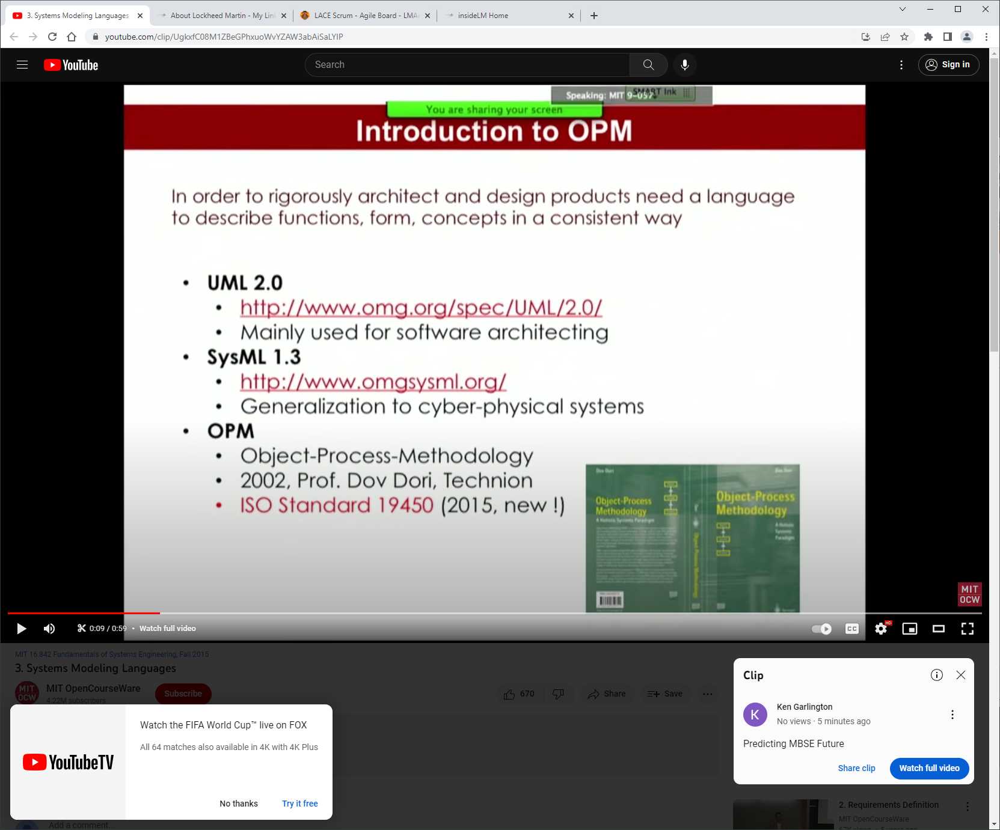 3. Systems Modeling Languages
About Lockheed Martin - My Lin
LACE Scrum - Agile Board - LMA
insideLM Home
youtube.com/clip/UgkxfC08M1ZBeGPhxuoWvYZAW3abAiSaLYIP
YouTube
Search
Sign in
Speaking: MIT 9-057
SMART Ink
You are sharing your screen
Introduction to OPM
In order to rigorously architect and design products need a language
to describe functions, form, concepts in a consistent way
• UML 2.0
• http://www.omg.org/spec/UML/2.0/
• Mainly used for software architecting
• SysML 1.3
• http://www.omgsysml.org/
• Generalization to cyber-physical systems
• OPM
• Object-Process-Methodology
• 2002, Prof. Dov Dori, Technion
• ISO Standard 19450 (2015, new !)
Dov Dori
Object-Process
Methodology
A Holistic Systems Paradigm
Object-Process Methodology
Dov Dori
Object-Process
Methodology
A Holistic
Systems
Paradigm
MIT
OCW
0:09 / 0:59 • Watch full video
CC
HD
MIT 16.842 Fundamentals of Systems Engineering, Fall 2015
3. Systems Modeling Languages
MIT
OCW
MIT OpenCourseWare
4.22M subscribers
Subscribe
670
Share
Save
Watch the FIFA World Cup™ live on FOX
All 64 matches also available in 4K with 4K Plus
YouTubeTV
No thanks
Try it free
Add a comment...
Clip
K
Ken Garlington
No views · 5 minutes ago
Predicting MBSE Future
Share clip
Watch full video
2. Requirements Definition
MIT OpenCourseWare